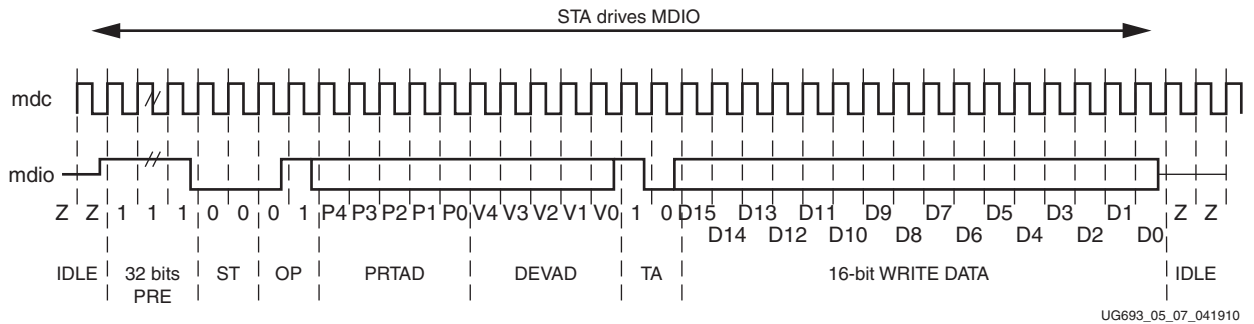 STA drives MDIO
mdc
mdio
Z Z 1 1 1 0 0 0 1 P4 P3 P2 P1 P0 V4 V3 V2 V1 V0 1 0 D15 D13 D11 D9 D7 D5 D3 D1 Z Z
D14 D12 D10 D8 D6 D4 D2 D0
IDLE 32 bits ST OP PRTAD DEVAD TA 16-bit WRITE DATA IDLE
PRE
UG693_05_07_041910